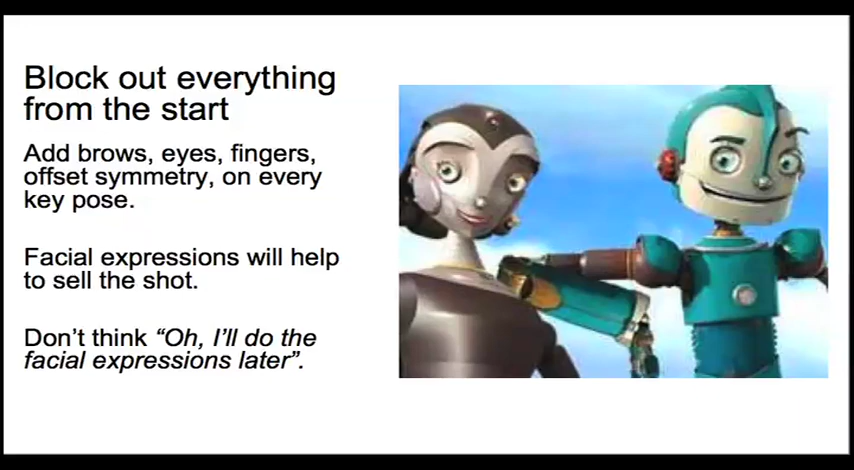 Block out everything
from the start
Add brows, eyes, fingers,
offset symmetry, on every
key pose.
Facial expressions will help
to sell the shot.
Don't think “Oh, I'll do the
facial expressions later”.